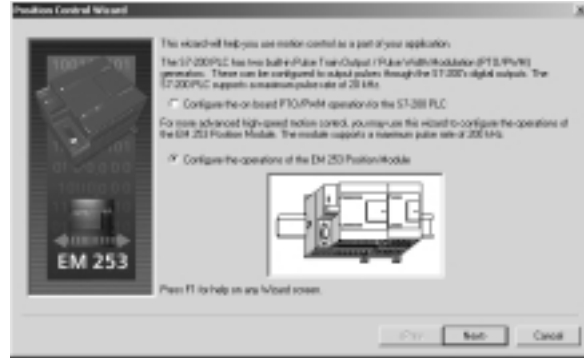 Position Control Wizard
This wizard will help you use motion control as a part of your application.
The S7-200 PLC has two built-in Pulse Train Output / Pulse Width Modulation (PTO/PWM)
generators. These can be configured to output pulses through the S7-200's digital outputs. The
S7-200 PLC supports a maximum pulse rate of 20 kHz.
Configure the on board PTO/PWM operation for the S7-200 PLC
For more advanced high-speed motion control, you may use this wizard to configure the operations of
the EM 253 Position Module. The module supports a maximum pulse rate of 200 kHz.
Configure the operations of the EM 253 Position Module
EM 253
Press F1 for help on any Wizard screen.
<Prev
Next>
Cancel